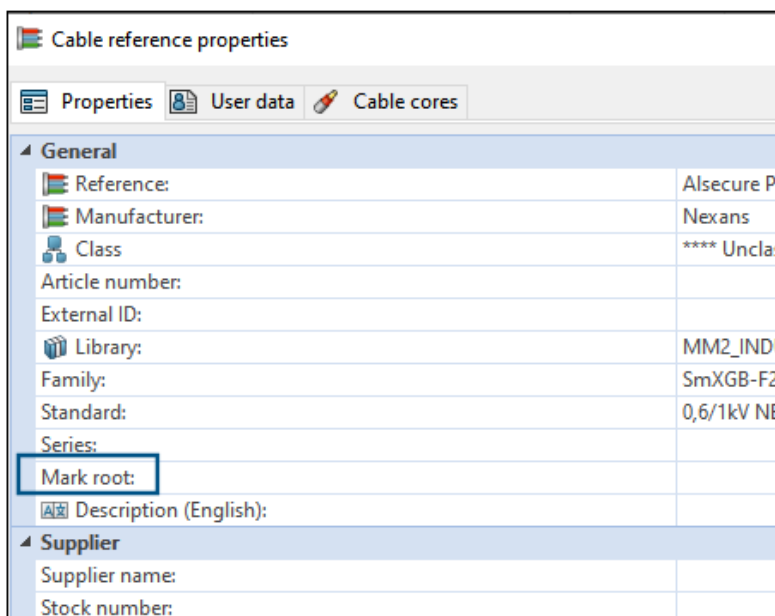 Cable reference properties
Properties User data Cable cores
General
Reference: Alsecure P
Manufacturer: Nexans
Class **** Unclas
Article number:
External ID:
Library: MM2_IND
Family: SmXGB-F2
Standard: 0,6/1kV NE
Series:
Mark root:
Description (English):
Supplier
Supplier name:
Stock number: